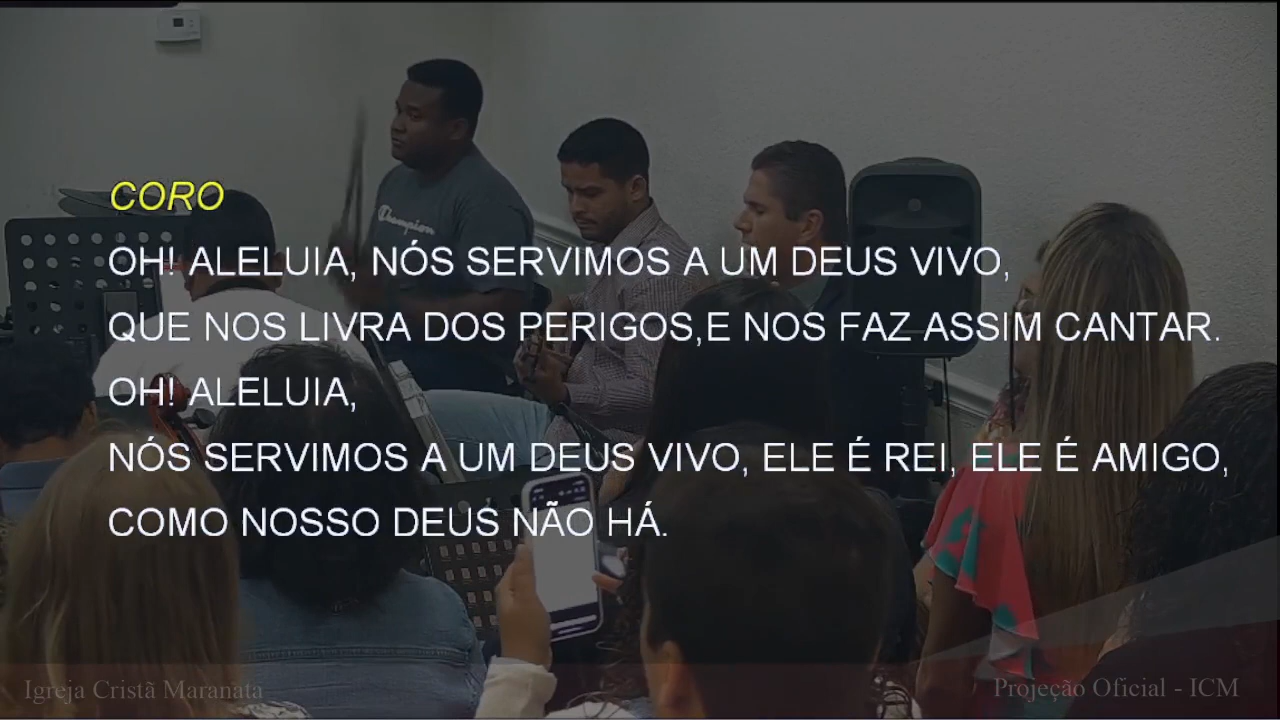 CORO
OH! ALELUIA, NÓS SERVIMOS A UM DEUS VIVO,
QUE NOS LIVRA DOS PERIGOS,E NOS FAZ ASSIM CANTAR.
OH! ALELUIA,
NÓS SERVIMOS A UM DEUS VIVO, ELE É REI, ELE É AMIGO,
COMO NOSSO DEUS NÃO HÁ.
Champion
Igreja Cristã Maranata
Projeção Oficial - ICM